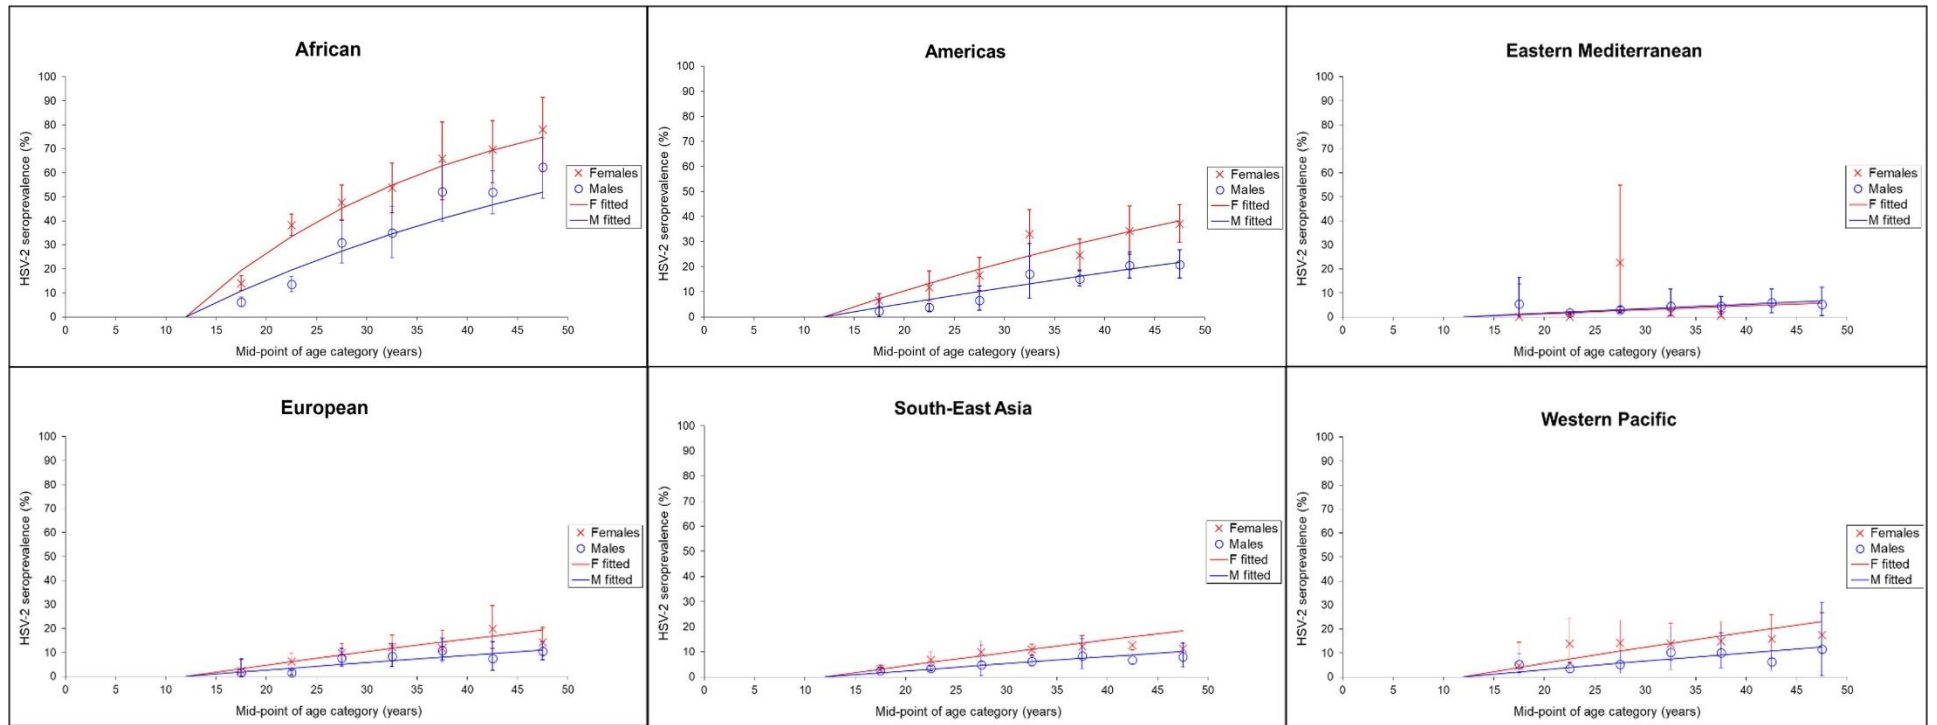 African
HSV-2 seroprevalence (%)
100
90
80
70
60
50
40
30
20
10
0
0 5 10 15 20 25 30 35 40 45 50
Mid-point of age category (years)
Females
Males
F fitted
M fitted
Americas
HSV-2 seroprevalence (%)
100
90
80
70
60
50
40
30
20
10
0
0 5 10 15 20 25 30 35 40 45 50
Mid-point of age category (years)
Females
Males
F fitted
M fitted
Eastern Mediterranean
HSV-2 seroprevalence (%)
100
90
80
70
60
50
40
30
20
10
0
0 5 10 15 20 25 30 35 40 45 50
Mid-point of age category (years)
Females
Males
F fitted
M fitted
European
HSV-2 seroprevalence (%)
100
90
80
70
60
50
40
30
20
10
0
0 5 10 15 20 25 30 35 40 45 50
Mid-point of age category (years)
Females
Males
F fitted
M fitted
South-East Asia
HSV-2 seroprevalence (%)
100
90
80
70
60
50
40
30
20
10
0
0 5 10 15 20 25 30 35 40 45 50
Mid-point of age category (years)
Females
Males
F fitted
M fitted
Western Pacific
HSV-2 seroprevalence (%)
100
90
80
70
60
50
40
30
20
10
0
0 5 10 15 20 25 30 35 40 45 50
Mid-point of age category (years)
Females
Males
F fitted
M fitted